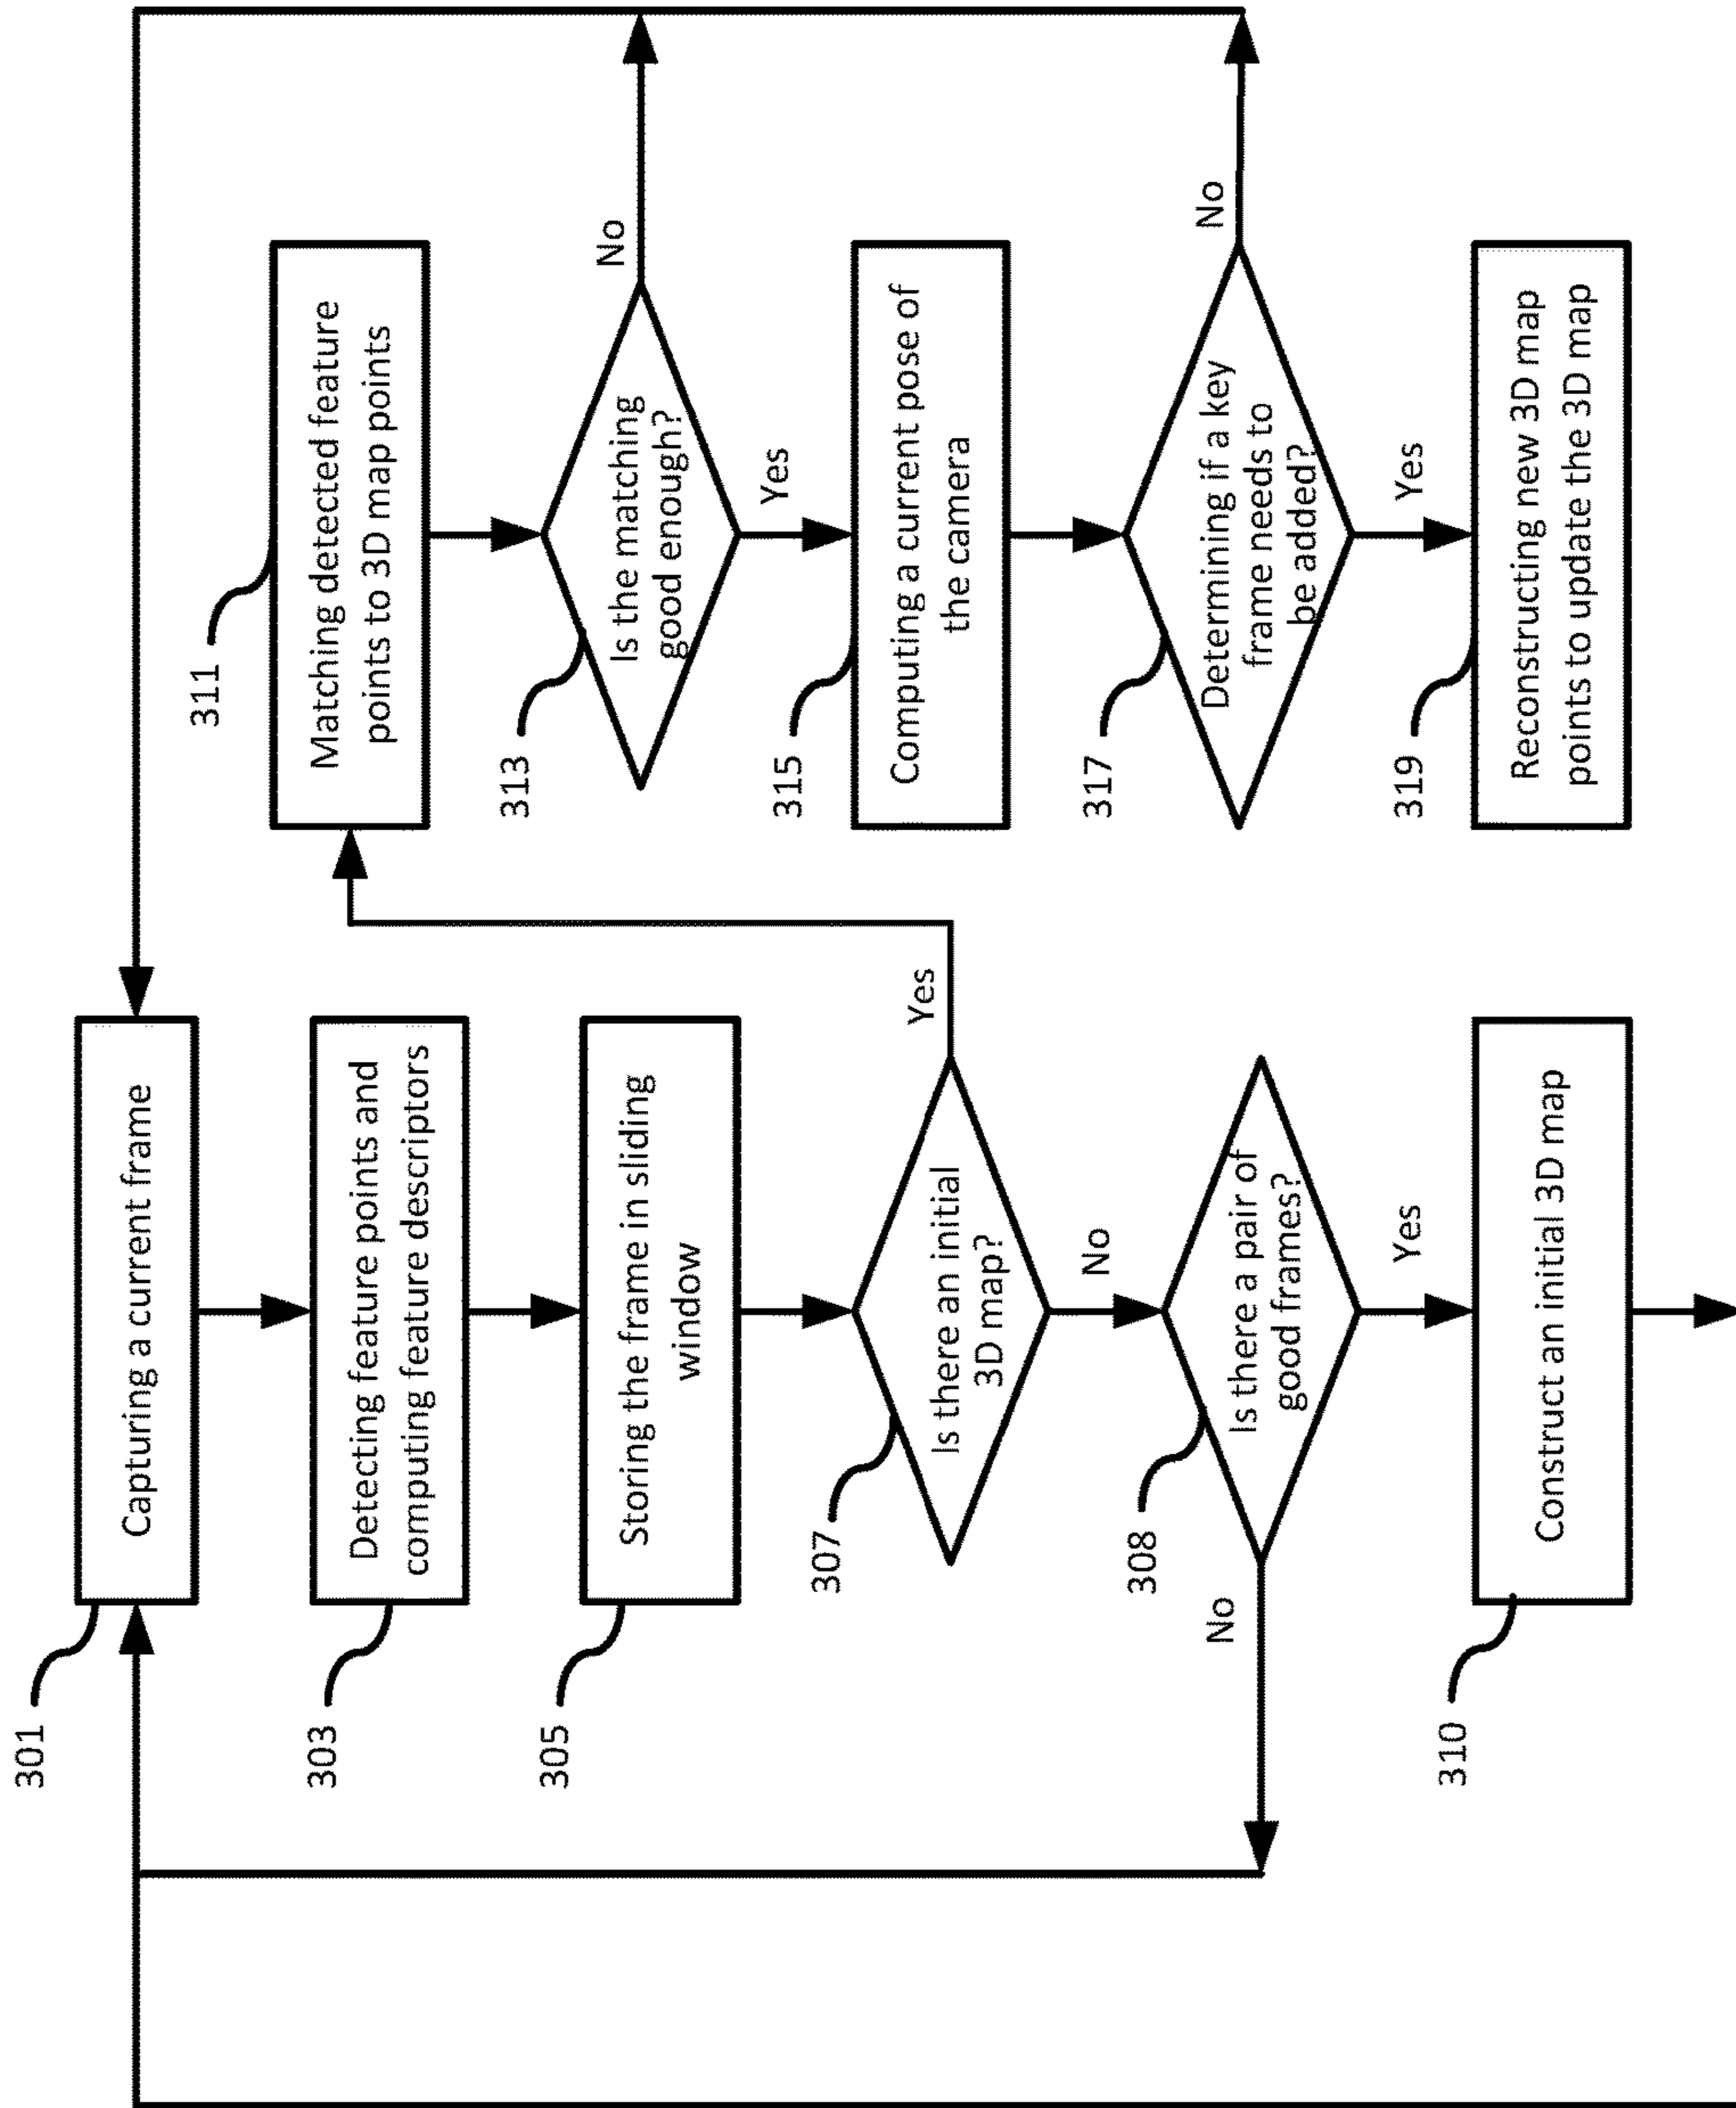 301
Capturing a current frame
303
Detecting feature points and
computing feature descriptors
305
Storing the frame in sliding
window
307
Is there an initial
3D map?
Yes
No
308
Is there a pair of
good frames?
No
Yes
310
Construct an initial 3D map
311
Matching detected feature
points to 3D map points
313
Is the matching
good enough?
No
Yes
315
Computing a current pose of
the camera
317
Determining if a key
frame needs to
be added?
No
Yes
319
Reconstructing new 3D map
points to update the 3D map